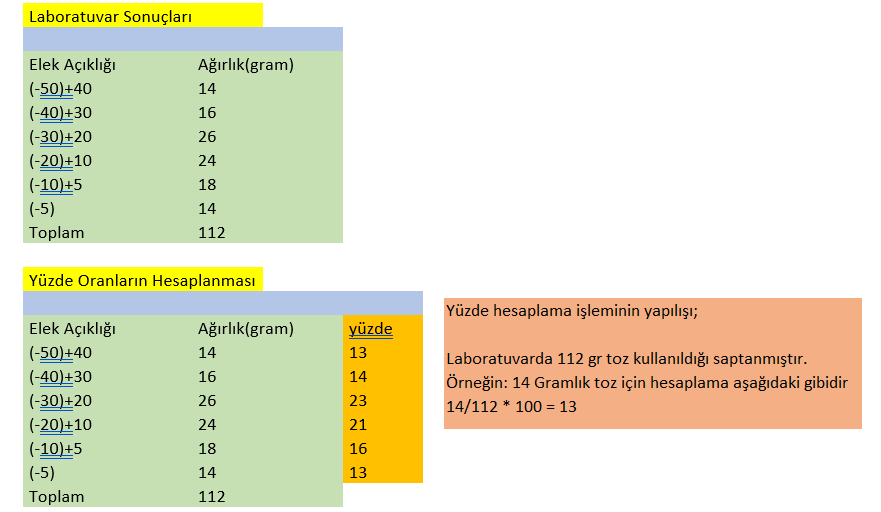 Laboratuvar Sonuçları
Elek Açıklığı Ağırlık(gram)
(-50)+40 14
(-40)+30 16
(-30)+20 26
(-20)+10 24
(-10)+5 18
(-5) 14
Toplam 112
Yüzde Oranların Hesaplanması
Elek Açıklığı Ağırlık(gram) yüzde
(-50)+40 14 13
(-40)+30 16 14
(-30)+20 26 23
(-20)+10 24 21
(-10)+5 18 16
(-5) 14 13
Toplam 112
Yüzde hesaplama işleminin yapılışı;
Laboratuvarda 112 gr toz kullanıldığı saptanmıştır.
Örneğin: 14 Gramlık toz için hesaplama aşağıdaki gibidir
14/112 * 100 = 13